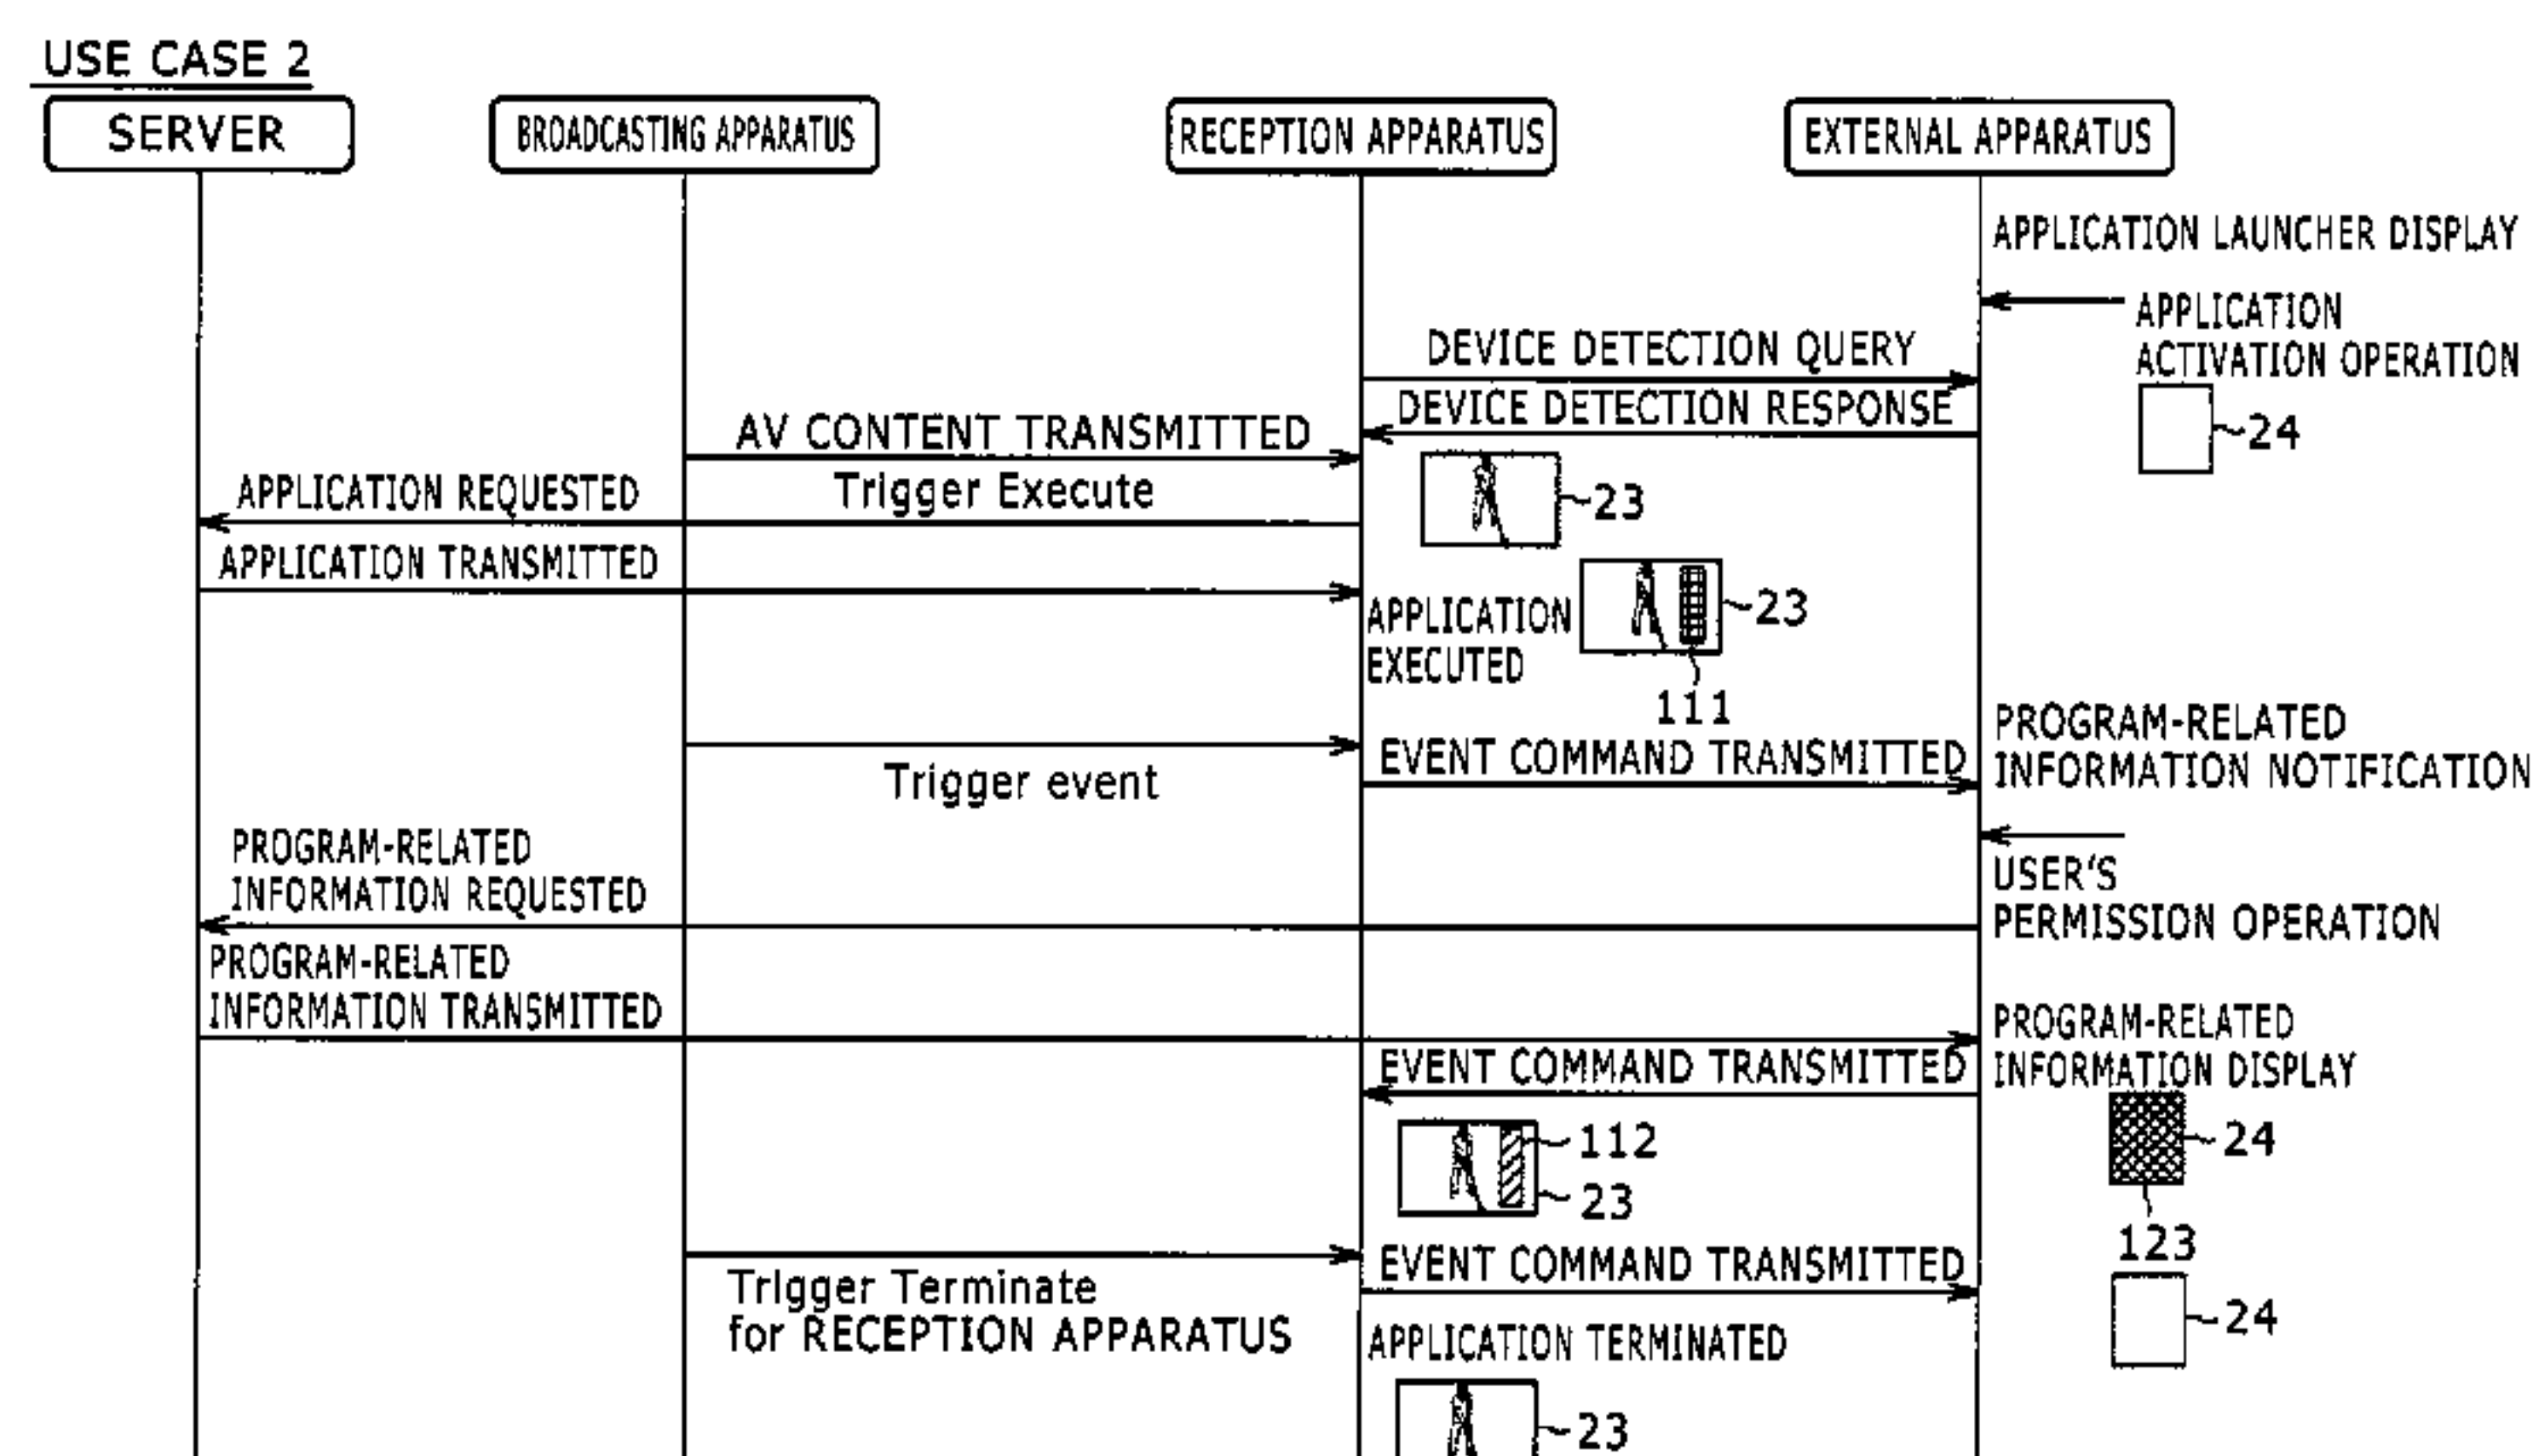 USE CASE 2
SERVER
BROADCASTING APPARATUS
RECEPTION APPARATUS
EXTERNAL APPARATUS
APPLICATION LAUNCHER DISPLAY
APPLICATION
ACTIVATION OPERATION
24
DEVICE DETECTION QUERY
DEVICE DETECTION RESPONSE
AV CONTENT TRANSMITTED
Trigger Execute
23
APPLICATION REQUESTED
APPLICATION TRANSMITTED
APPLICATION
EXECUTED
23
111
Trigger event
EVENT COMMAND TRANSMITTED
PROGRAM-RELATED
INFORMATION NOTIFICATION
USER'S
PERMISSION OPERATION
PROGRAM-RELATED
INFORMATION REQUESTED
PROGRAM-RELATED
INFORMATION TRANSMITTED
PROGRAM-RELATED
INFORMATION DISPLAY
EVENT COMMAND TRANSMITTED
112
23
24
123
Trigger Terminate
for RECEPTION APPARATUS
EVENT COMMAND TRANSMITTED
24
APPLICATION TERMINATED
23